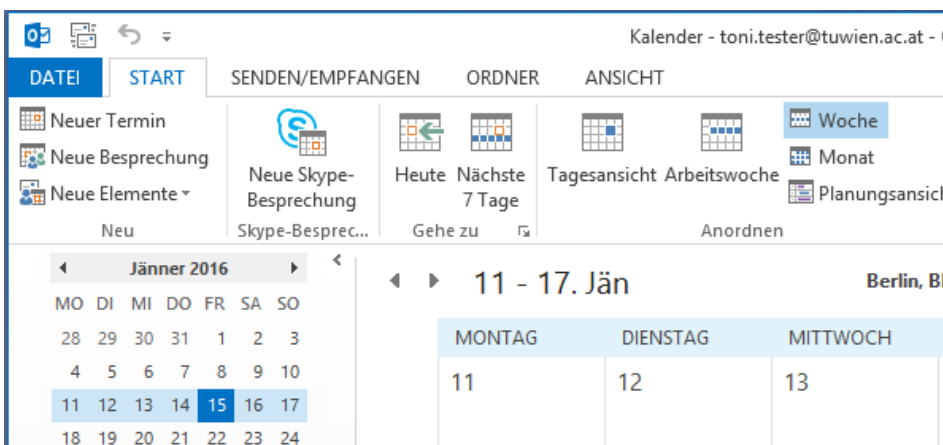 Kalender - toni.tester@tuwien.ac.at -
DATEI START SENDEN/EMPFANGEN ORDNER ANSICHT
Neuer Termin
Neue Besprechung
Neue Elemente
Neu
Neue Skype-
Besprechung
Skype-Besprec...
Heute
Nächste
7 Tage
Gehe zu
Tagesansicht
Arbeitswoche
Woche
Monat
Planungsansich
Anordnen
Jänner 2016
MO DI MI DO FR SA SO
28 29 30 31 1 2 3
4 5 6 7 8 9 10
11 12 13 14 15 16 17
18 19 20 21 22 23 24
11 - 17. Jän
Berlin, B
MONTAG DIENSTAG MITTWOCH
11 12 13